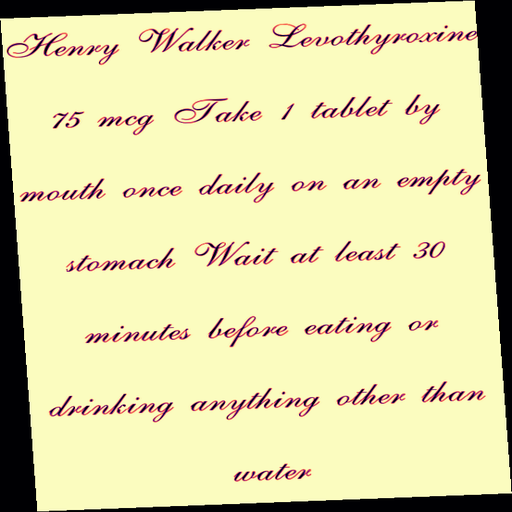 Henry Walker Levothyroxine
75 mcg Take 1 tablet by
mouth once daily on an empty
stomach Wait at least 30
minutes before eating or
drinking anything other than
water